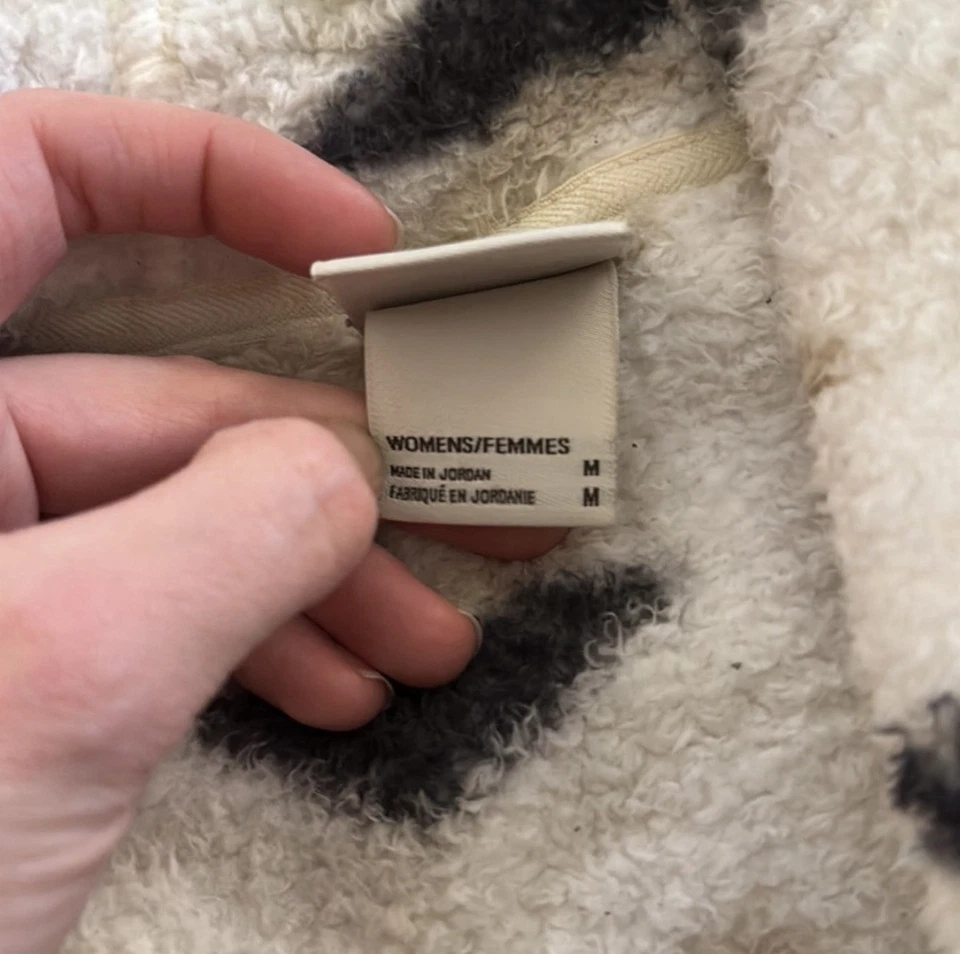 WOMENS/FEMMES
MADE IN JORDAN M
FABRIQUÉ EN JORDANIE M